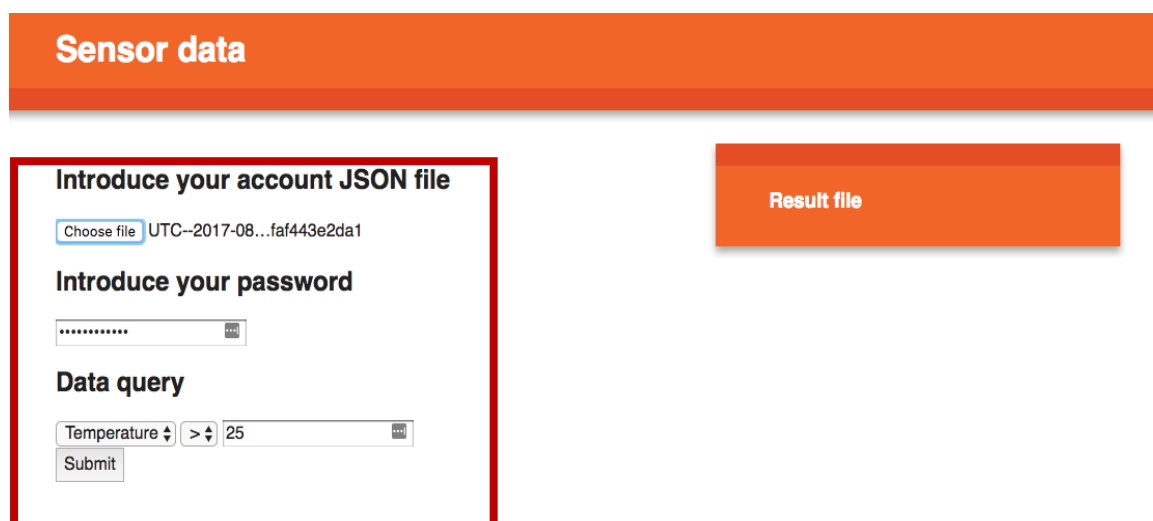 Sensor data
Introduce your account JSON file
Choose file UTC--2017-08...faf443e2da1
Introduce your password
••••••••••••
Data query
Temperature > 25
Submit
Result file